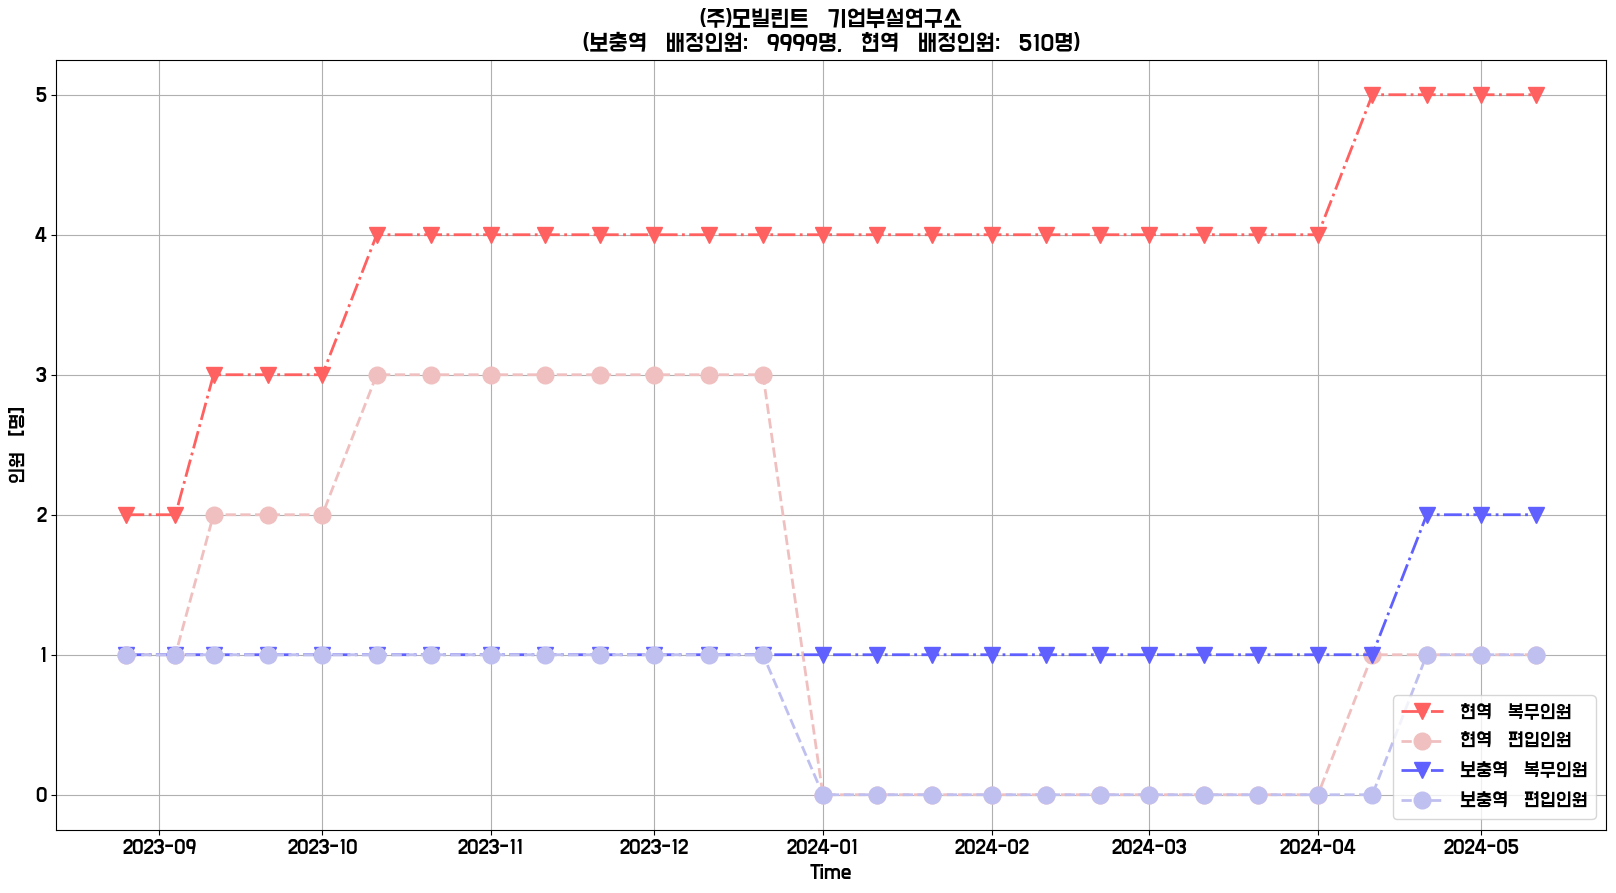 (주)모빌린트 기업부설연구소
(보충역 배정인원: 9999명, 현역 배정인원: 510명)
인원 [명]
5
4
3
2
1
0
2023-09 2023-10 2023-11 2023-12 2024-01 2024-02 2024-03 2024-04 2024-05
Time
현역 복무인원
현역 편입인원
보충역 복무인원
보충역 편입인원